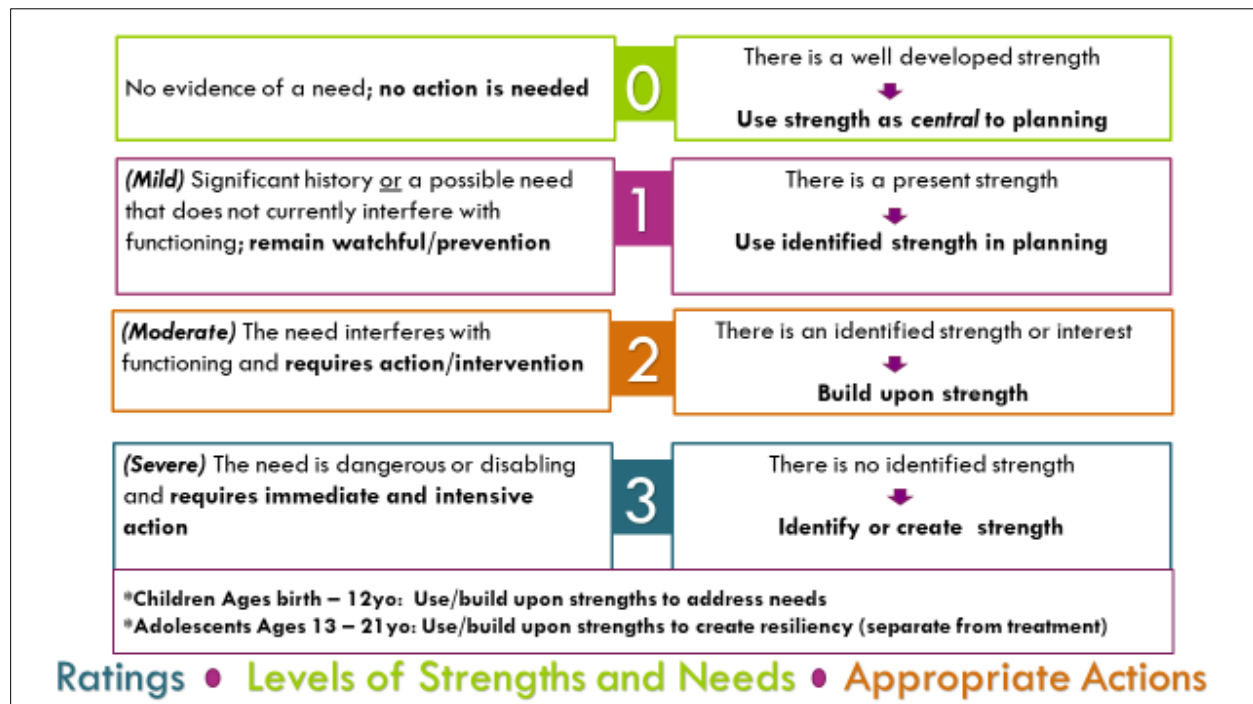 No evidence of a need; no action is needed
0
There is a well developed strength
Use strength as central to planning
(Mild) Significant history or a possible need
that does not currently interfere with
functioning; remain watchful/prevention
1
There is a present strength
Use identified strength in planning
(Moderate) The need interferes with
functioning and requires action/intervention
2
There is an identified strength or interest
Build upon strength
(Severe) The need is dangerous or disabling
and requires immediate and intensive
action
3
There is no identified strength
Identify or create strength
*Children Ages birth – 12yo: Use/build upon strengths to address needs
*Adolescents Ages 13 – 21yo: Use/build upon strengths to create resiliency (separate from treatment)
Ratings • Levels of Strengths and Needs • Appropriate Actions